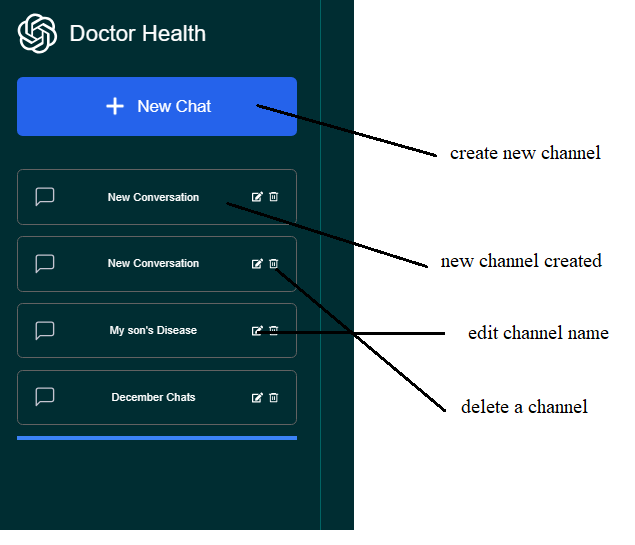 Doctor Health
New Chat
create new channel
New Conversation
new channel created
New Conversation
My son's Disease
edit channel name
December Chats
delete a channel